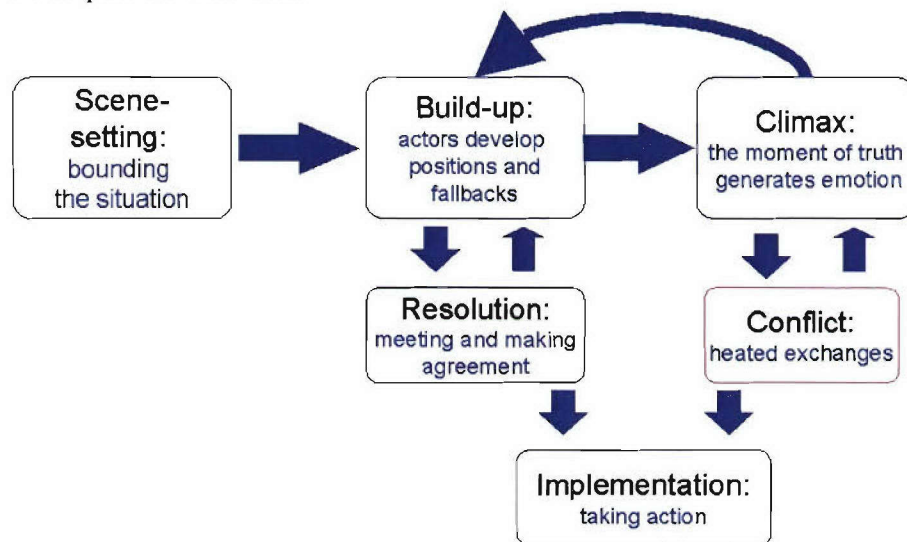 Scene-
setting:
bounding
the situation
Build-up:
actors develop
positions and
fallbacks
Climax:
the moment of truth
generates emotion
Resolution:
meeting and making
agreement
Conflict:
heated exchanges
Implementation:
taking action